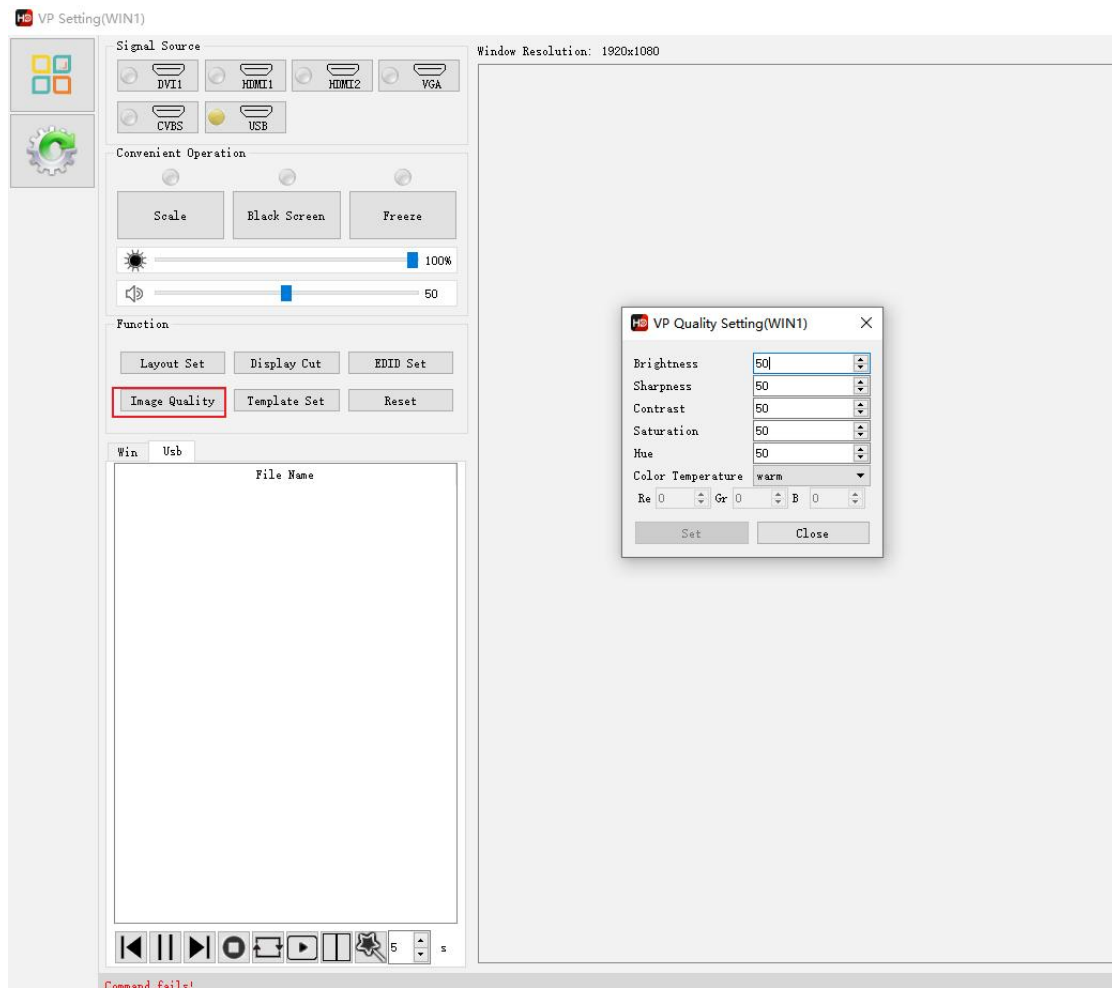 VP Setting(WIN1)
Signal Source
DVI1 HDMI1 HDMI2 VGA
CVBS USB
Window Resolution: 1920x1080
Convenient Operation
Scale Black Screen Freeze
100%
50
Function
Layout Set Display Cut EDID Set
Image Quality Template Set Reset
Win Usb
File Name
5 s
Command fails!
HD VP Quality Setting(WIN1)
Brightness 50
Sharpness 50
Contrast 50
Saturation 50
Hue 50
Color Temperature warm
Re 0 Gr 0 B 0
Set Close